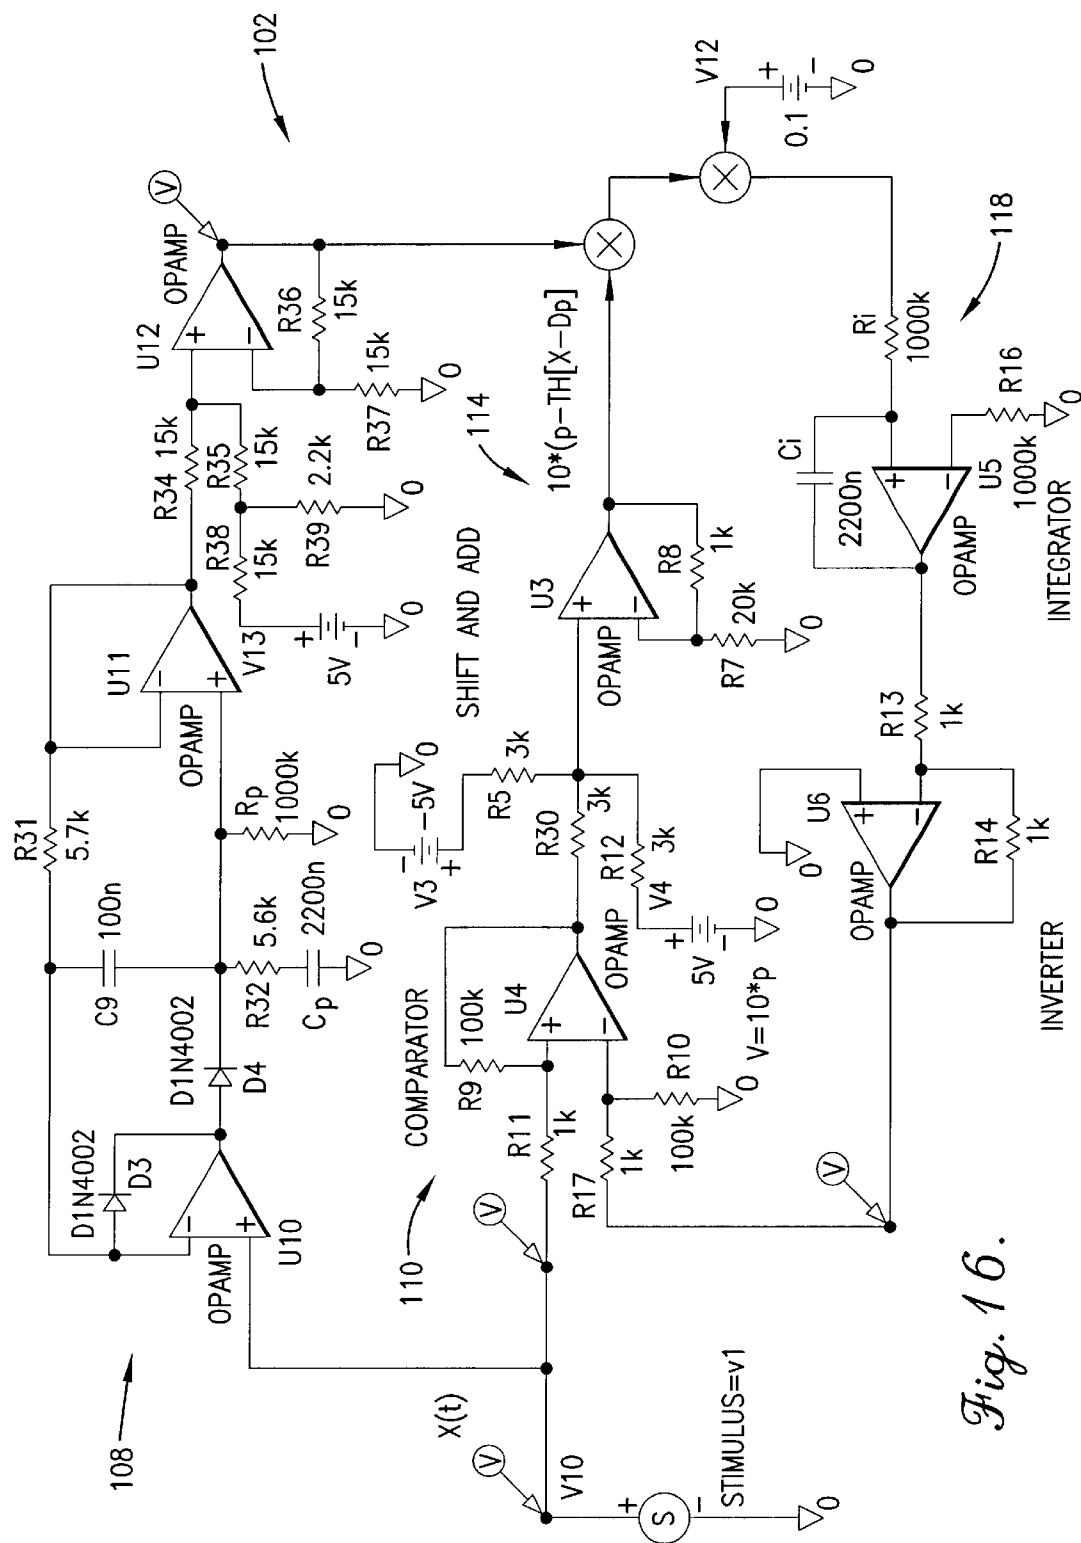 102
108
X(t)
V
V10
+
S
-
STIMULUS=v1
0
D1N4002
D3
-
+
OPAMP
U10
D1N4002
D4
C9
100n
R31
5.7k
R32
5.6k
Cp
2200n
0
Rp
1000k
0
U11
-
+
OPAMP
V13
+
5V
-
0
R38
15k
R34
15k
R35
15k
R39
2.2k
0
U12
+
-
OPAMP
V
R36
15k
R37
15k
0
110
COMPARATOR
V
R11
1k
R9
100k
U4
+
-
OPAMP
R17
1k
R10
100k
0
V=10*p
V3
-
+
-5V
0
R5
3k
R30
3k
R12
3k
V4
+
5V
-
0
SHIFT AND ADD
114
U3
+
-
OPAMP
R8
1k
R7
20k
0
10*(p-TH[X-Dp]
X
X
V12
+
-
0.1
0
118
Ri
1000k
Ci
2200n
+
-
U5
OPAMP
R16
1000k
0
INTEGRATOR
R13
1k
U6
+
-
OPAMP
0
R14
1k
INVERTER
V
Fig. 16.